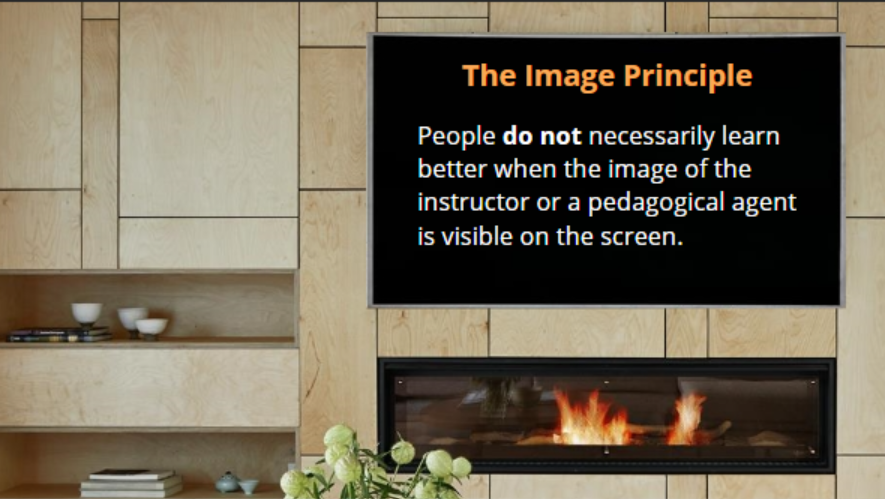 The Image Principle
People do not necessarily learn
better when the image of the
instructor or a pedagogical agent
is visible on the screen.